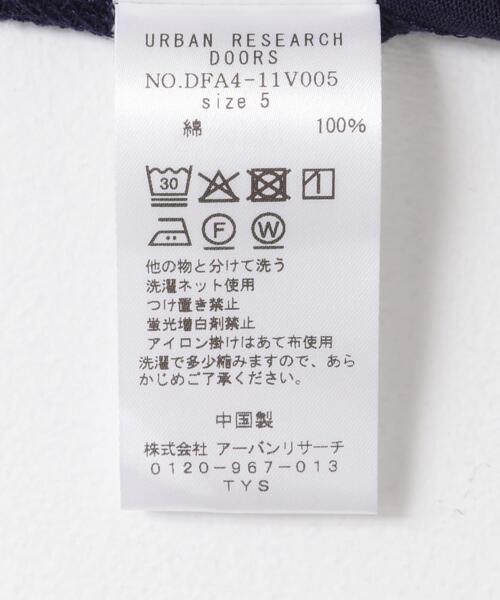 URBAN RESEARCH
DOORS
NO.DFA4-11V005
size 5
綿 100%
30
F W
他の物と分けて洗う
洗濯ネット使用
つけ置き禁止
蛍光増白剤禁止
アイロン掛けはあて布使用
洗濯で多少縮みますので、あら
かじめご了承ください。
中国製
株式会社 アーバンリサーチ
0120-967-013
TYS